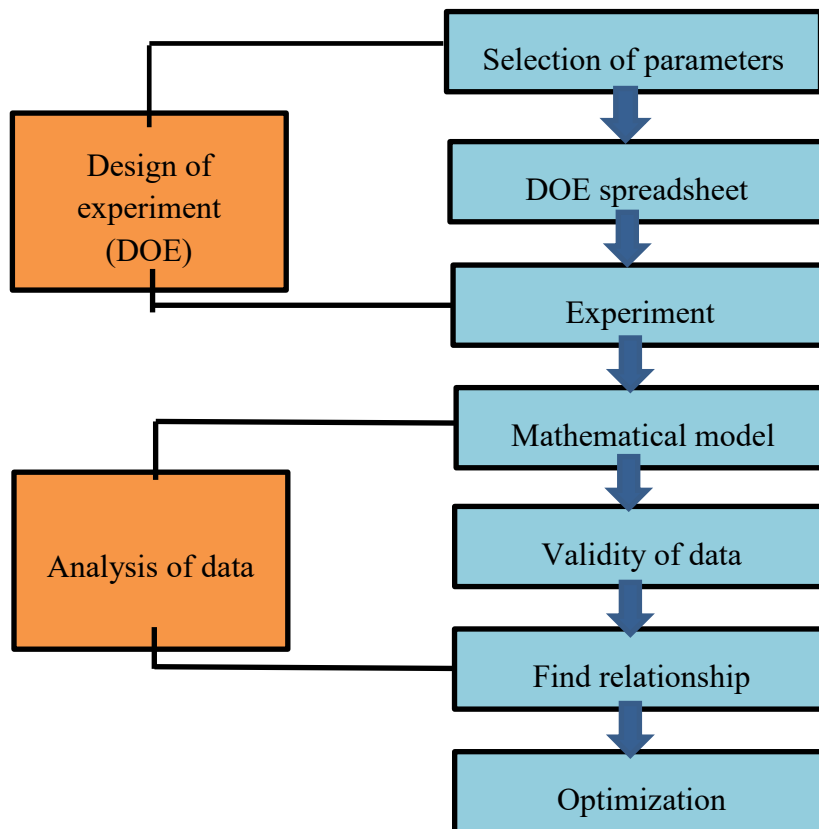 Selection of parameters
Design of
experiment
(DOE)
DOE spreadsheet
Experiment
Mathematical model
Analysis of data
Validity of data
Find relationship
Optimization